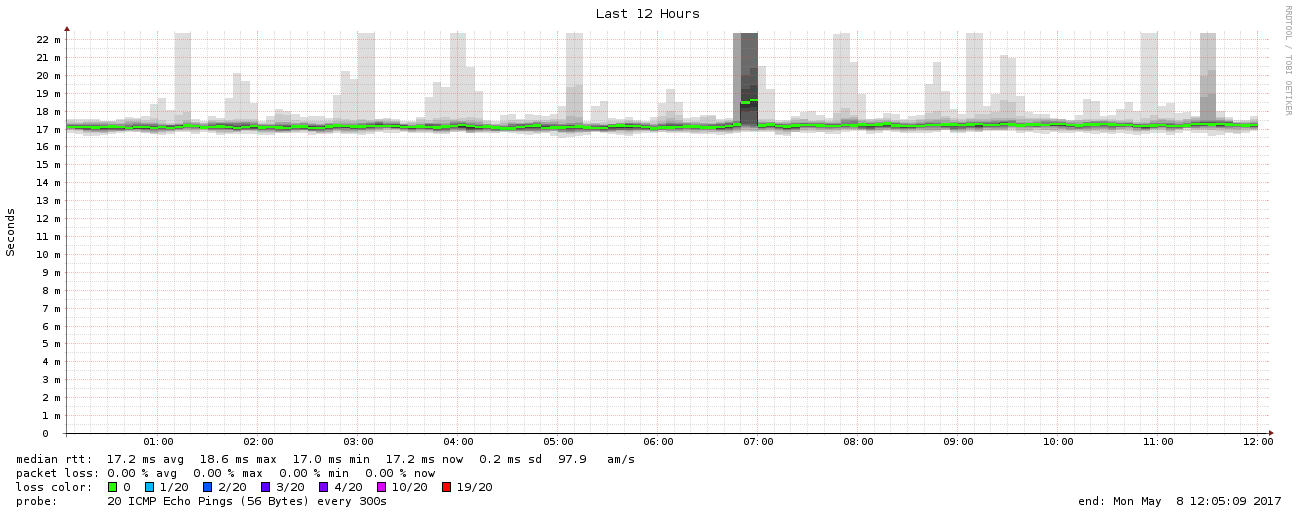 Last 12 Hours
RRDTOOL / TOBI OETIKER
Seconds
22 m
21 m
20 m
19 m
18 m
17 m
16 m
15 m
14 m
13 m
12 m
11 m
10 m
9 m
8 m
7 m
6 m
5 m
4 m
3 m
2 m
1 m
0
01:00 02:00 03:00 04:00 05:00 06:00 07:00 08:00 09:00 10:00 11:00 12:00
median rtt: 17.2 ms avg 18.6 ms max 17.0 ms min 17.2 ms now 0.2 ms sd 97.9 am/s
packet loss: 0.00 % avg 0.00 % max 0.00 % min 0.00 % now
loss color: 0 1/20 2/20 3/20 4/20 10/20 19/20
probe: 20 ICMP Echo Pings (56 Bytes) every 300s end: Mon May 8 12:05:09 2017